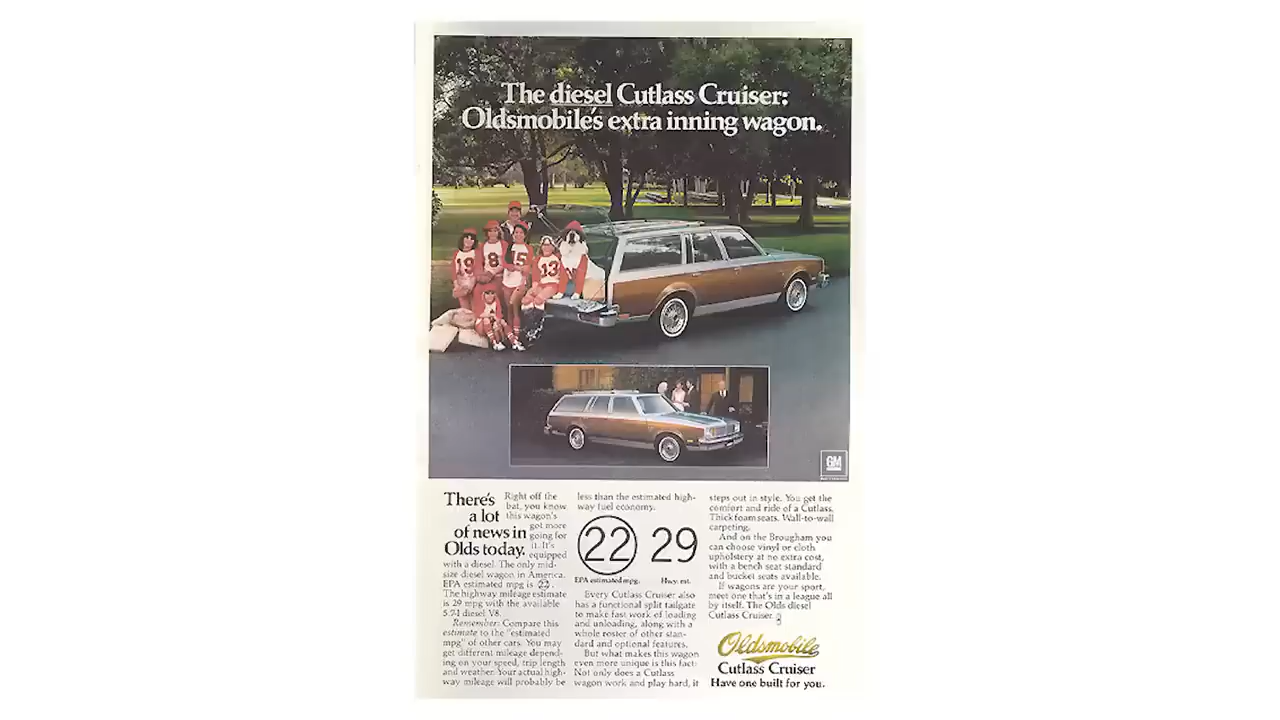 The diesel Cutlass Cruiser:
Oldsmobile's extra inning wagon.
19
8
15
13
GM
There's
a lot
of news in
Olds today.
Right off the
bat, you know
this wagon's
got more
going for
it. It's
equipped
with a diesel. The only mid-
size diesel wagon in America.
EPA estimated mpg is 22.
The highway mileage estimate
is 29 mpg with the available
5.7-l diesel V8.
Remember: Compare this
estimate to the "estimated
mpg" of other cars. You may
get different mileage depend-
ing on your speed, trip length
and weather. Your actual high-
way mileage will probably be
less than the estimated high-
way fuel economy.
22 29
EPA estimated mpg. Hwy. est.
Every Cutlass Cruiser also
has a functional split tailgate
to make fast work of loading
and unloading, along with a
whole roster of other stan-
dard and optional features.
But what makes this wagon
even more unique is this fact:
Not only does a Cutlass
wagon work and play hard, it
steps out in style. You get the
comfort and ride of a Cutlass.
Thick foam seats. Wall-to-wall
carpeting.
And on the Brougham you
can choose vinyl or cloth
upholstery at no extra cost,
with a bench seat standard
and bucket seats available.
If wagons are your sport,
meet one that's in a league all
by itself. The Olds diesel
Cutlass Cruiser.
Oldsmobile
Cutlass Cruiser
Have one built for you.